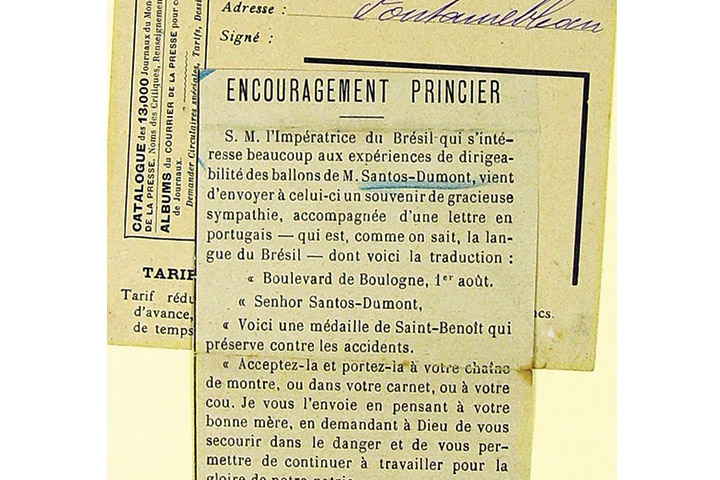 Adresse :
Fontainebleau
Signé :
CATALOGUE des 13,000 Journaux du Mon
DE LA PRESSE. Noms des Critiques, Renseignement
ALBUMS du COURRIER DE LA PRESSE pour c
de Journaux.
Demander Circulaires spéciales, Tarifs, Dessi
TARIF
Tarif rédu
d'avance,
de temps
ncs.
ENCOURAGEMENT PRINCIER
S. M. l'Impératrice du Brésil qui s'inté-
resse beaucoup aux expériences de dirigea-
bilité des ballons de M. Santos-Dumont, vient
d'envoyer à celui-ci un souvenir de gracieuse
sympathie, accompagnée d'une lettre en
portugais — qui est, comme on sait, la lan-
gue du Brésil — dont voici la traduction :
« Boulevard de Boulogne, 1er août.
« Senhor Santos-Dumont,
« Voici une médaille de Saint-Benoît qui
préserve contre les accidents.
« Acceptez-la et portez-la à votre chaîne
de montre, ou dans votre carnet, ou à votre
cou. Je vous l'envoie en pensant à votre
bonne mère, en demandant à Dieu de vous
secourir dans le danger et de vous per-
mettre de continuer à travailler pour la
gloire de notre patrie